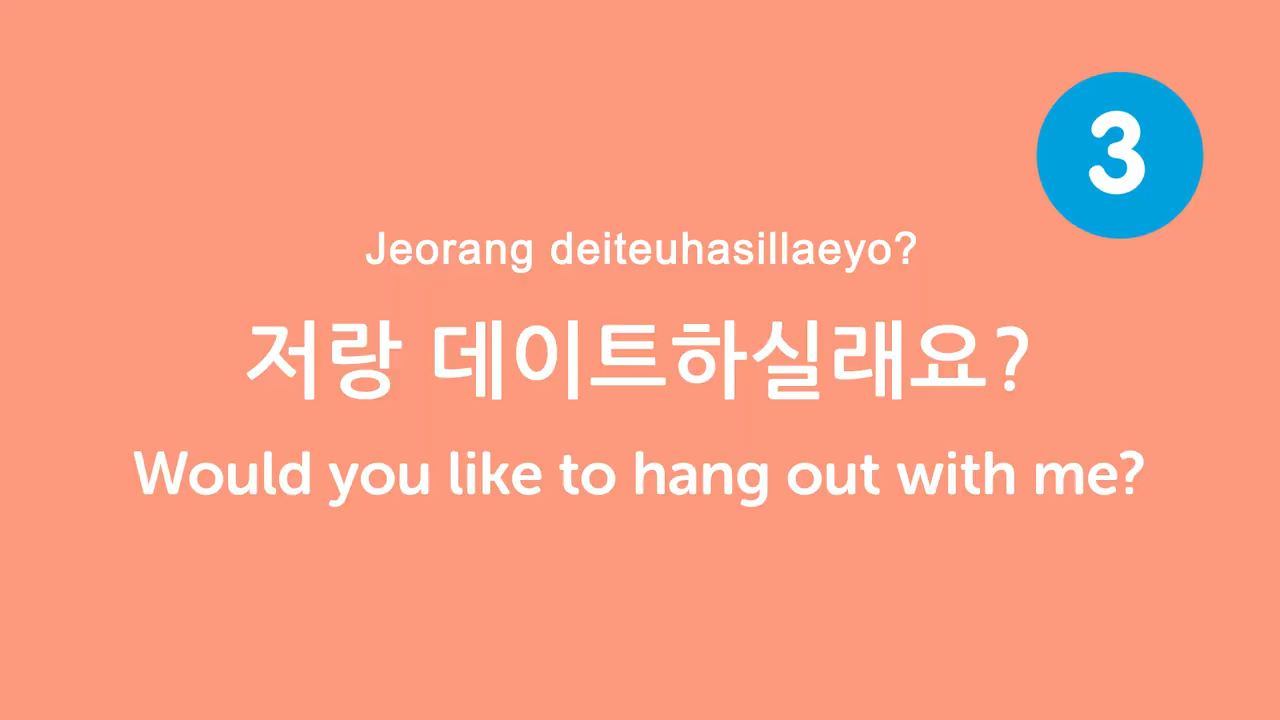 3
Jeorang deiteuhasillaeyo?
저랑 데이트하실래요?
Would you like to hang out with me?